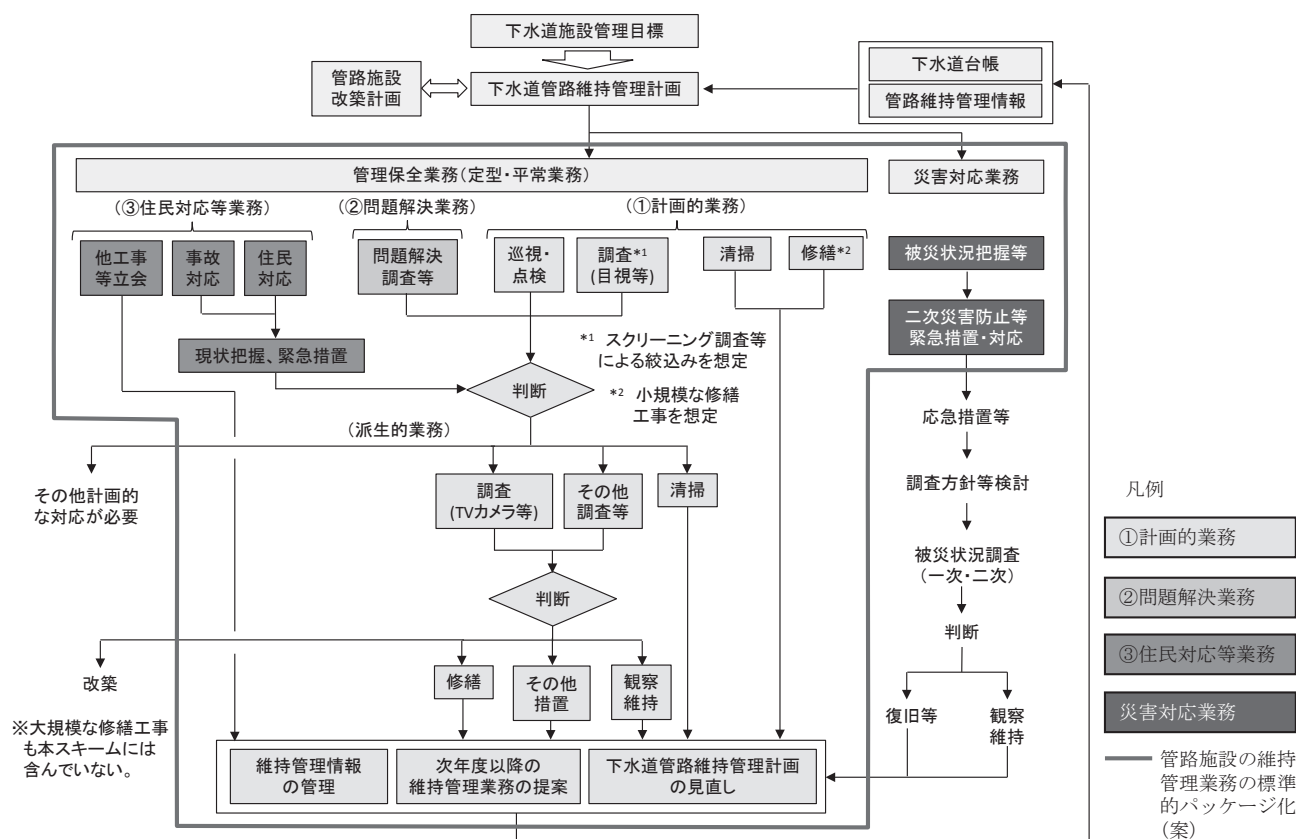 下水道施設管理目標
管路施設
改築計画
下水道管路維持管理計画
下水道台帳
管路維持管理情報
管理保全業務(定型・平常業務)
災害対応業務
(③住民対応等業務)
(②問題解決業務)
(①計画的業務)
他工事
等立会
事故
対応
住民
対応
問題解決
調査等
巡視・
点検
調査*1
(目視等)
清掃
修繕*2
被災状況把握等
二次災害防止等
緊急措置・対応
現状把握、緊急措置
*1 スクリーニング調査等
による絞込みを想定
判断
*2 小規模な修繕
工事を想定
応急措置等
(派生的業務)
その他計画的
な対応が必要
調査
(TVカメラ等)
その他
調査等
清掃
調査方針等検討
被災状況調査
(一次・二次)
判断
判断
改築
修繕
その他
措置
観察
維持
復旧等
観察
維持
※大規模な修繕工事
も本スキームには
含んでいない。
維持管理情報
の管理
次年度以降の
維持管理業務の提案
下水道管路維持管理計画
の見直し
凡例
①計画的業務
②問題解決業務
③住民対応等業務
災害対応業務
管路施設の維持
管理業務の標準
的パッケージ化
(案)